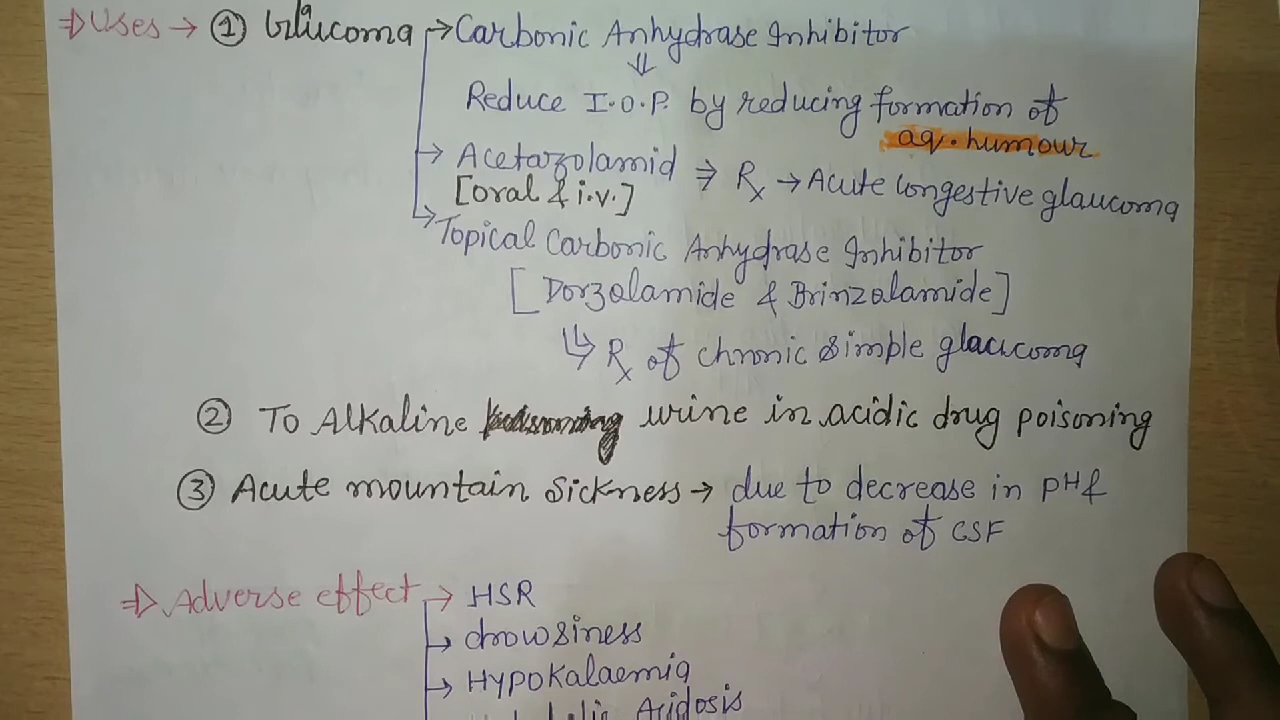 ⇒ Uses → ① Glucoma → Carbonic Anhydrase Inhibitor
⇓
Reduce I.O.P. by reducing formation of
aq. humour
→ Acetazolamid ⇒ Rx → Acute congestive glaucoma
[oral & i.v.]
→ Topical Carbonic Anhydrase Inhibitor
[Dorzolamide & Brinzolamide]
↳ Rx of chronic simple glaucoma
② To Alkaline urine in acidic drug poisoning
③ Acute mountain sickness → due to decrease in pH &
formation of CSF
⇒ Adverse effect → HSR
→ drowsiness
→ Hypokalaemia
Acidosis